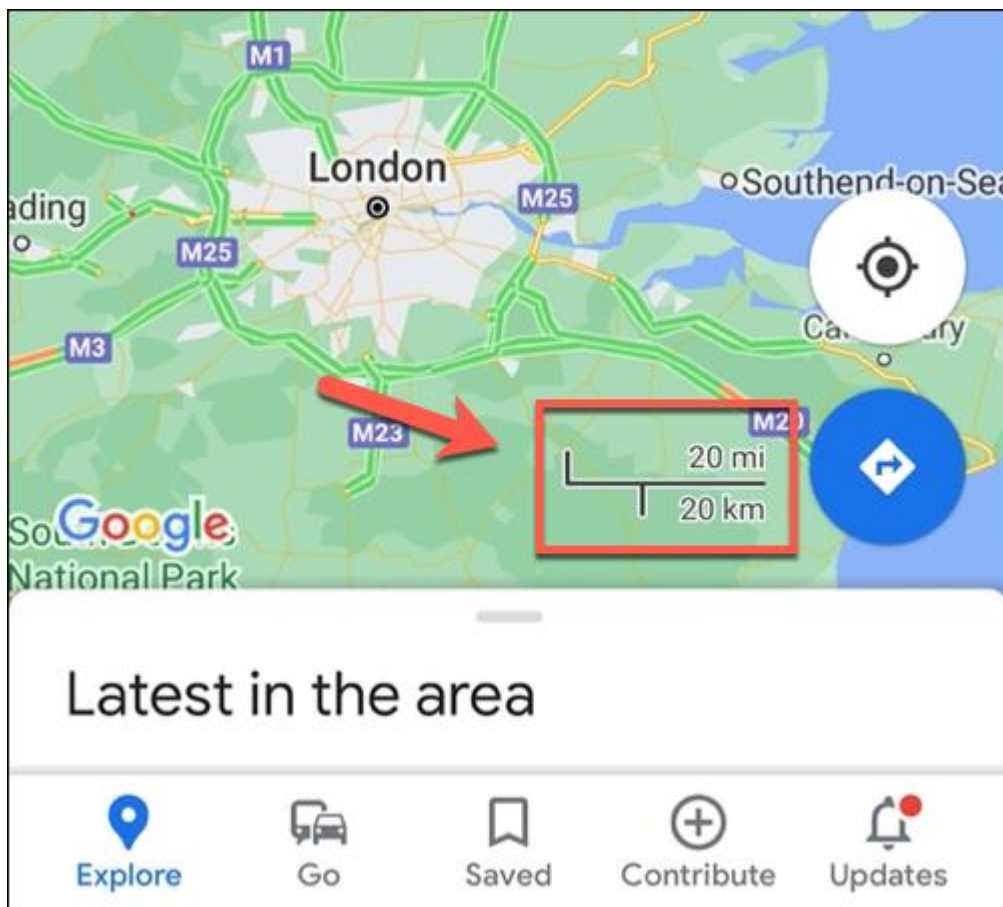 M1
London
Southend-on-Sea
ading
M25
M25
M3
M23
M20
20 mi
20 km
Google
National Park
Latest in the area
Explore
Go
Saved
Contribute
Updates